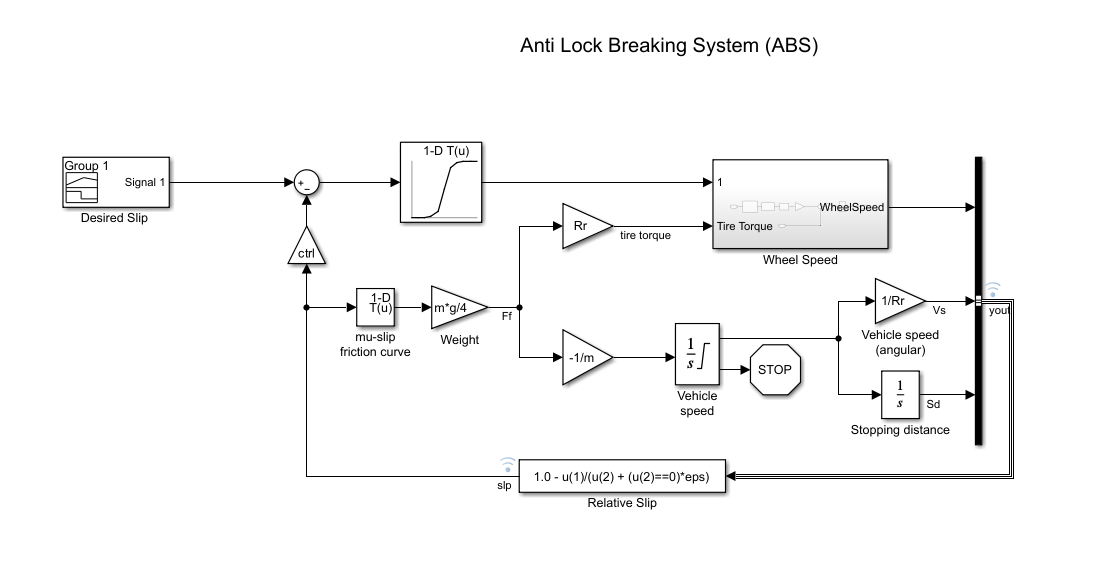 Anti Lock Breaking System (ABS)
Group 1
Signal 1
Desired Slip
+
−
ctrl
1-D T(u)
1
WheelSpeed
Tire Torque
Wheel Speed
Rr
tire torque
1-D
T(u)
mu-slip
friction curve
m*g/4
Weight
Ff
-1/m
1
s
Vehicle
speed
STOP
1/Rr
Vs
Vehicle speed
(angular)
1
s
Sd
Stopping distance
yout
1.0 - u(1)/(u(2) + (u(2)==0)*eps)
slp
Relative Slip